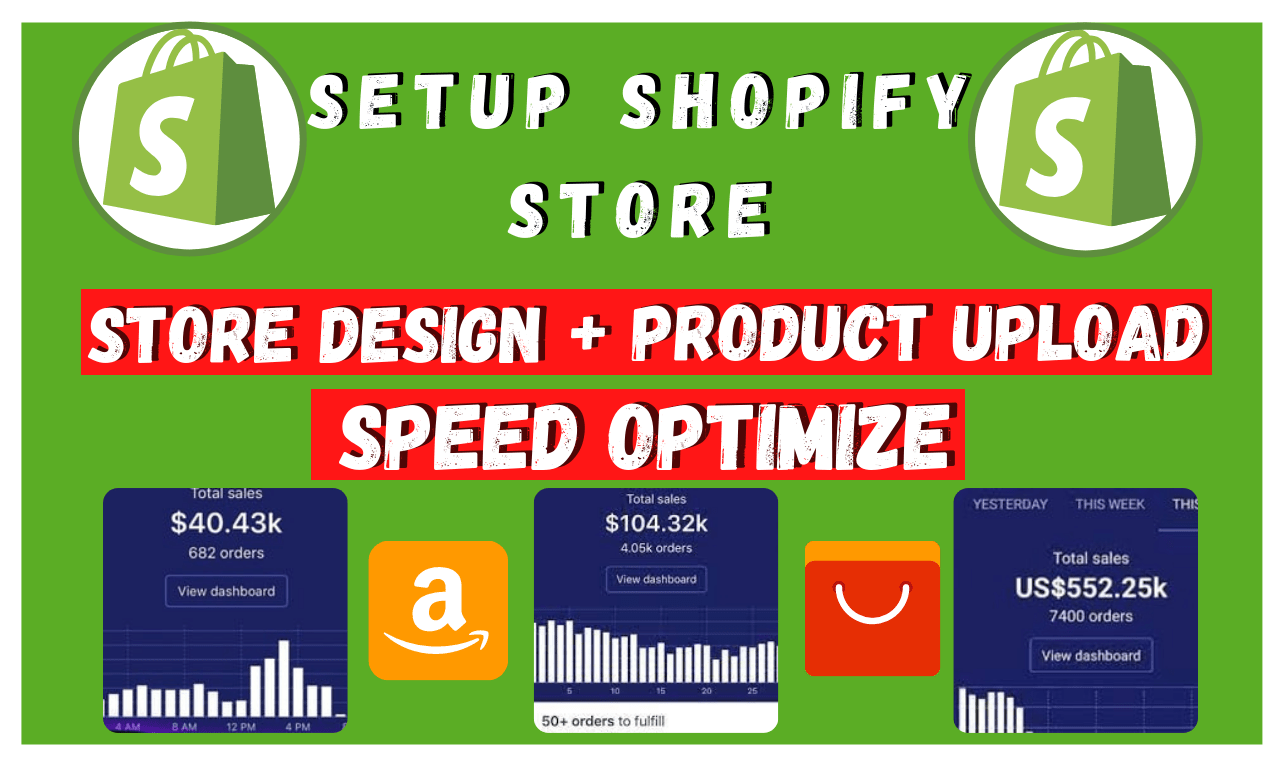 SETUP SHOPIFY
STORE
STORE DESIGN + PRODUCT UPLOAD
SPEED OPTIMIZE
Total sales
$40.43k
682 orders
View dashboard
4 AM 8 AM 12 PM 4 PM
a
Total sales
$104.32k
4.05k orders
View dashboard
5 10 15 20 25
50+ orders to fulfill
YESTERDAY THIS WEEK THIS
Total sales
US$552.25k
7400 orders
View dashboard